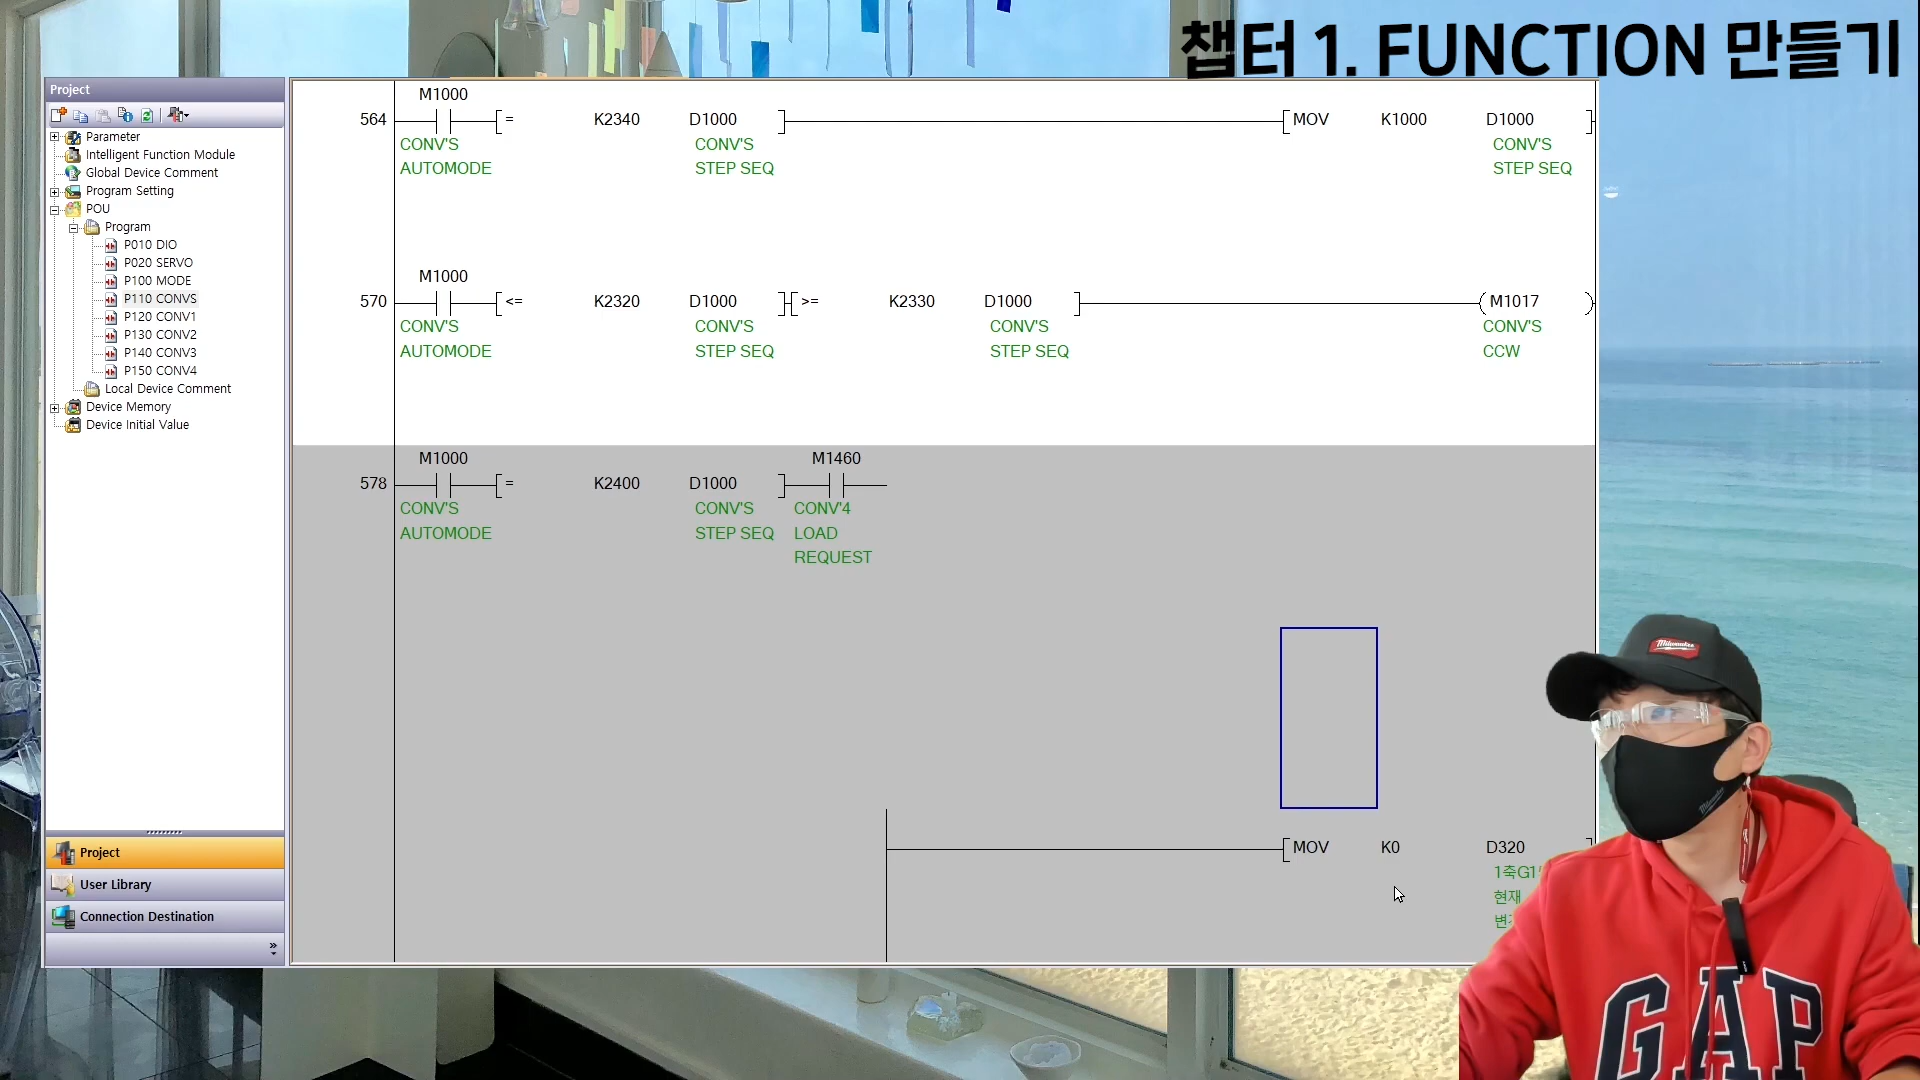 챕터 1. FUNCTION 만들기
Project
Parameter
Intelligent Function Module
Global Device Comment
Program Setting
POU
Program
P010 DIO
P020 SERVO
P100 MODE
P110 CONVS
P120 CONV1
P130 CONV2
P140 CONV3
P150 CONV4
Local Device Comment
Device Memory
Device Initial Value
Project
User Library
Connection Destination
M1000
564 = K2340 D1000 MOV K1000 D1000
CONV'S CONV'S CONV'S
AUTOMODE STEP SEQ STEP SEQ
M1000
570 <= K2320 D1000 >= K2330 D1000 M1017
CONV'S CONV'S CONV'S CONV'S
AUTOMODE STEP SEQ STEP SEQ CCW
M1000 M1460
578 = K2400 D1000
CONV'S CONV'S CONV'4
AUTOMODE STEP SEQ LOAD
REQUEST
MOV K0 D320
현재
Milwaukee
GAP